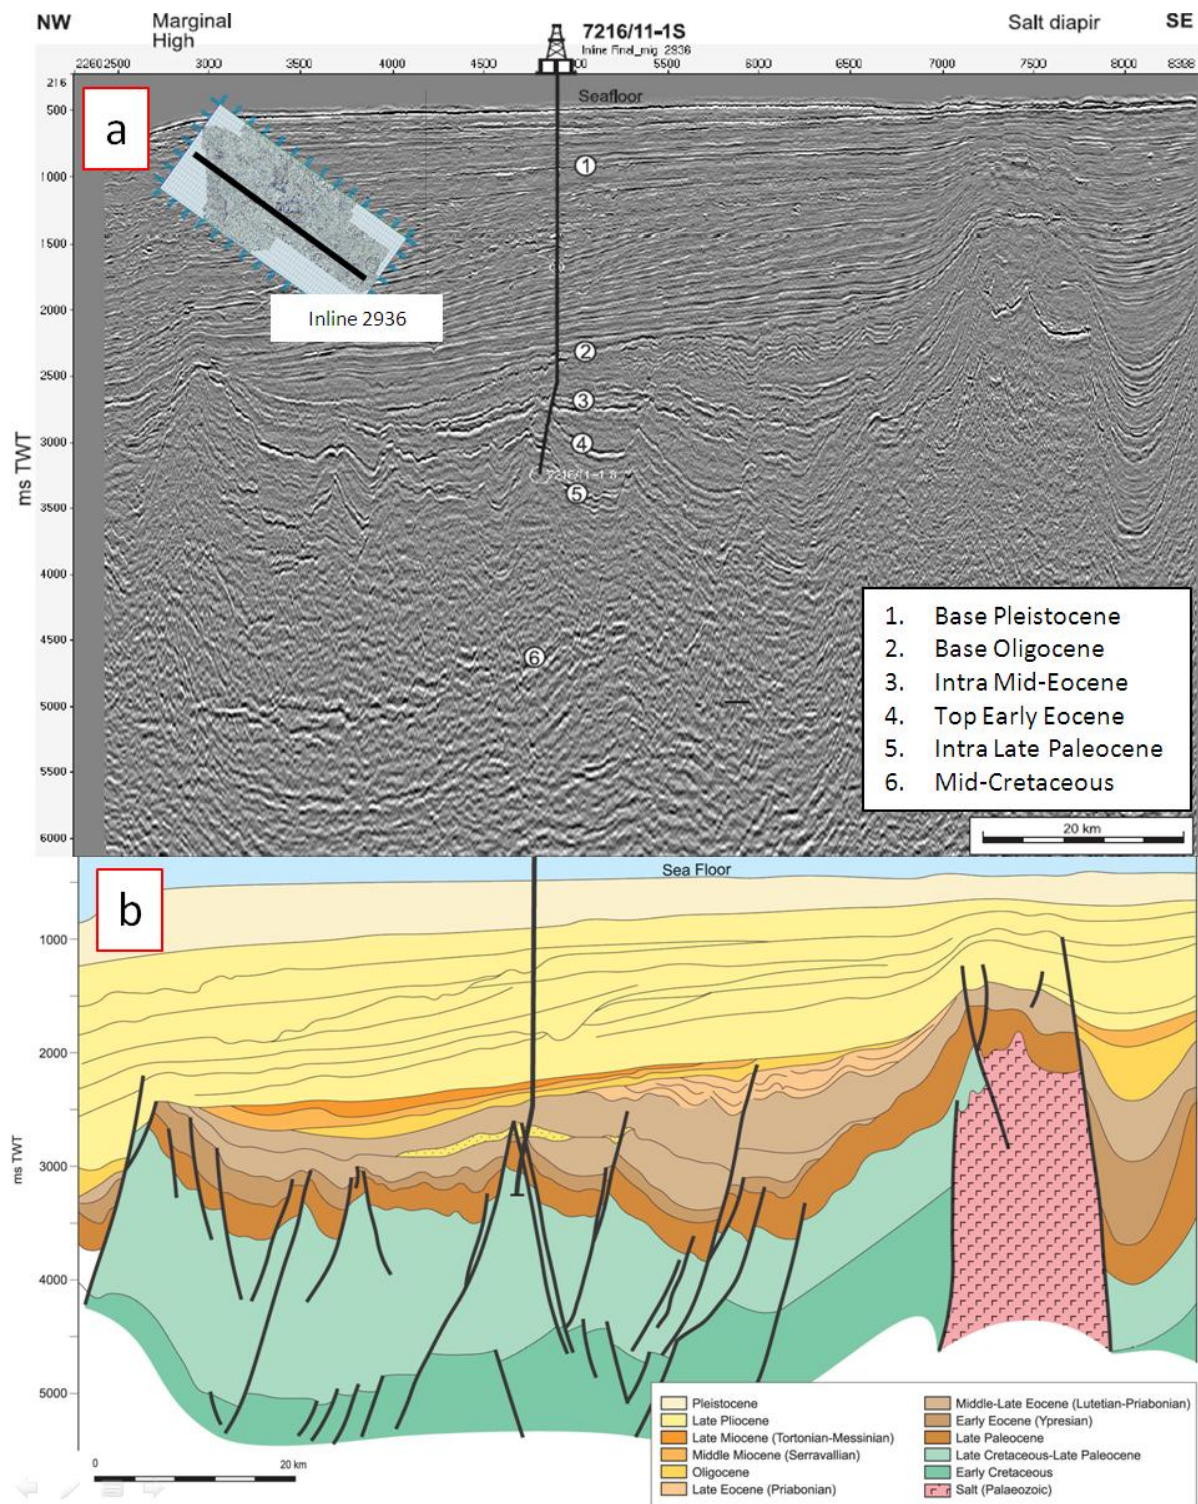 NW
Marginal
High
7216/11-1S
Inline Final_mig 2936
Salt diapir
SE
2260 2500 3000 3500 4000 4500 5000 5500 6000 6500 7000 7500 8000 8388
216
500
1000
1500
2000
2500
3000
3500
4000
4500
5000
5500
6000
ms TWT
a
Seafloor
Inline 2936
1
2
3
4
7216/11-1 S
5
6
1. Base Pleistocene
2. Base Oligocene
3. Intra Mid-Eocene
4. Top Early Eocene
5. Intra Late Paleocene
6. Mid-Cretaceous
20 km
b
Sea Floor
1000
2000
3000
4000
5000
ms TWT
0 20 km
Pleistocene
Late Pliocene
Late Miocene (Tortonian-Messinian)
Middle Miocene (Serravallian)
Oligocene
Late Eocene (Priabonian)
Middle-Late Eocene (Lutetian-Priabonian)
Early Eocene (Ypresian)
Late Paleocene
Late Cretaceous-Late Paleocene
Early Cretaceous
Salt (Palaeozoic)